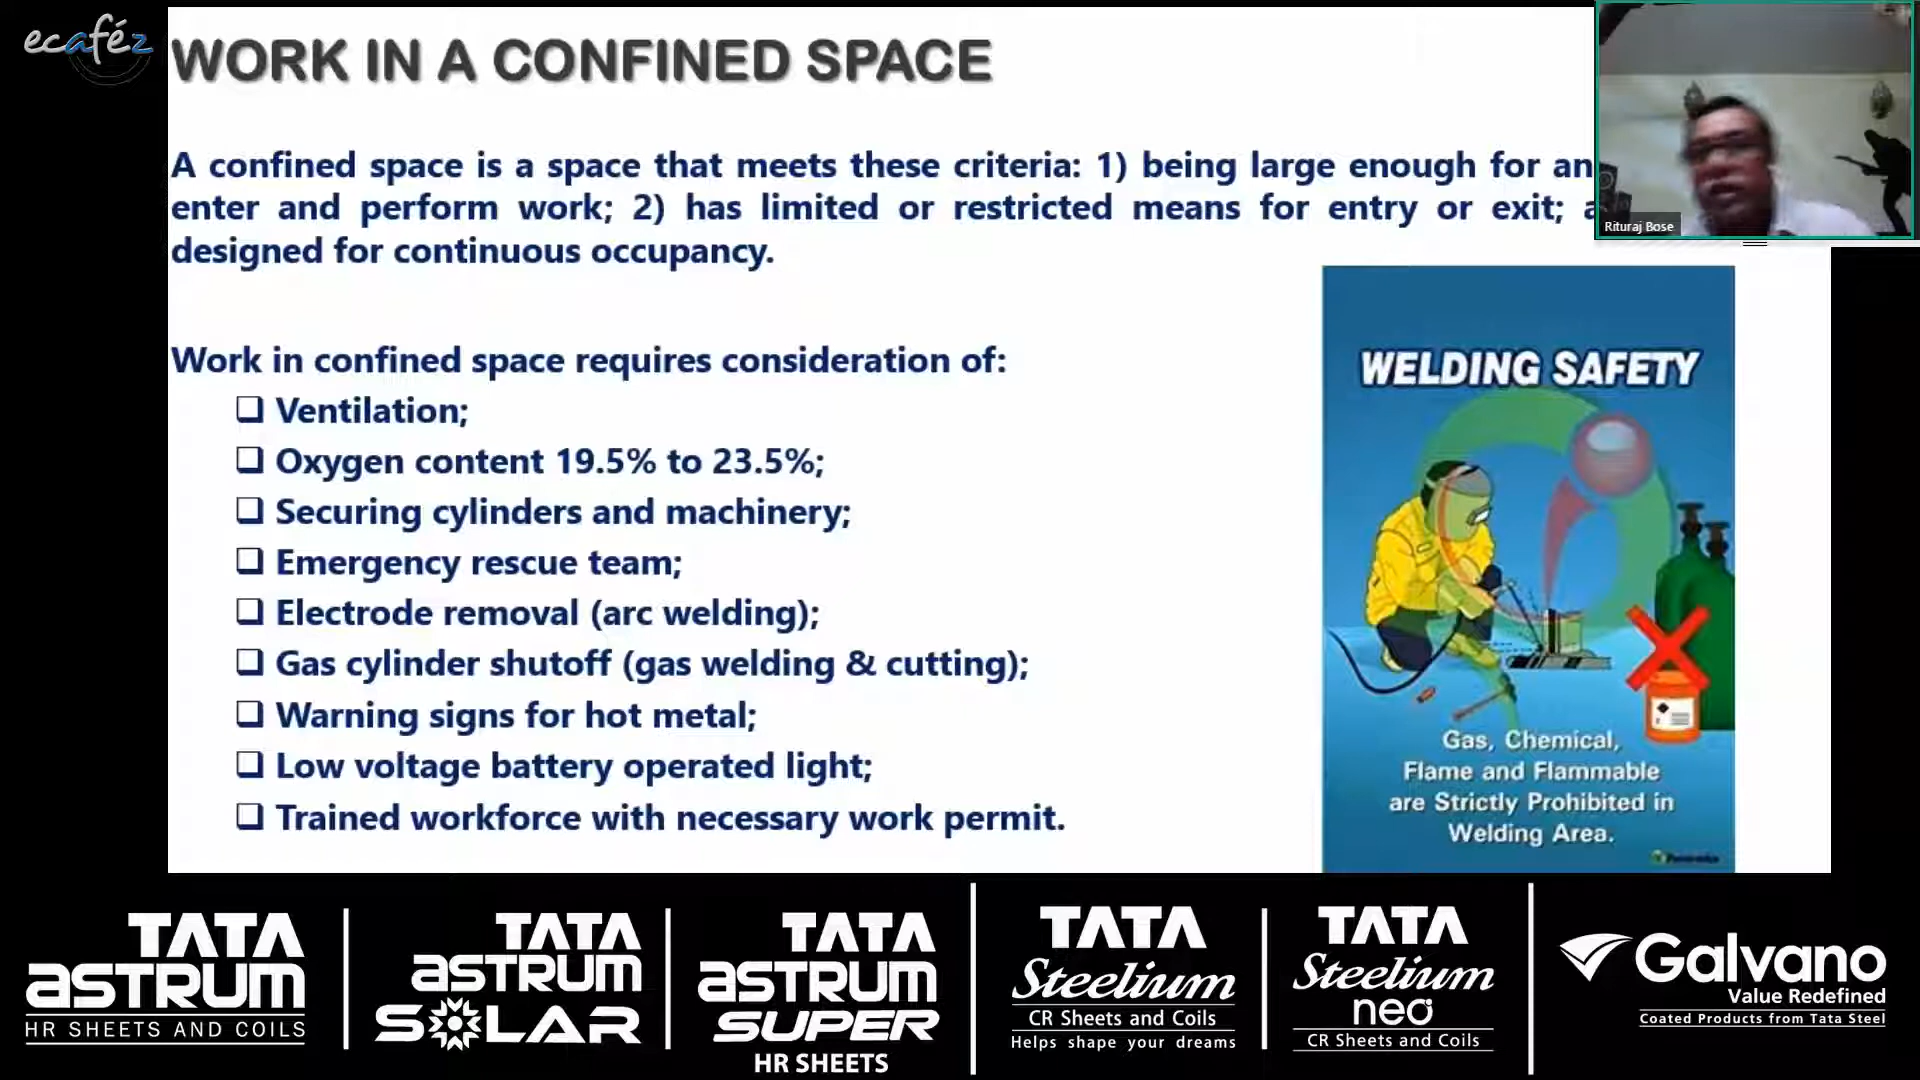 ecaféz
WORK IN A CONFINED SPACE
A confined space is a space that meets these criteria: 1) being large enough for an
enter and perform work; 2) has limited or restricted means for entry or exit;
designed for continuous occupancy.
Work in confined space requires consideration of:
❑ Ventilation;
❑ Oxygen content 19.5% to 23.5%;
❑ Securing cylinders and machinery;
❑ Emergency rescue team;
❑ Electrode removal (arc welding);
❑ Gas cylinder shutoff (gas welding & cutting);
❑ Warning signs for hot metal;
❑ Low voltage battery operated light;
❑ Trained workforce with necessary work permit.
Rituraj Bose
WELDING SAFETY
Gas, Chemical,
Flame and Flammable
are Strictly Prohibited in
Welding Area.
TATA
ASTRUM
HR SHEETS AND COILS
TATA
ASTRUM
SOLAR
TATA
ASTRUM
SUPER
HR SHEETS
TATA
Steelium
CR Sheets and Coils
Helps shape your dreams
TATA
Steelium
neo
CR Sheets and Coils
Galvano
Value Redefined
Coated Products from Tata Steel